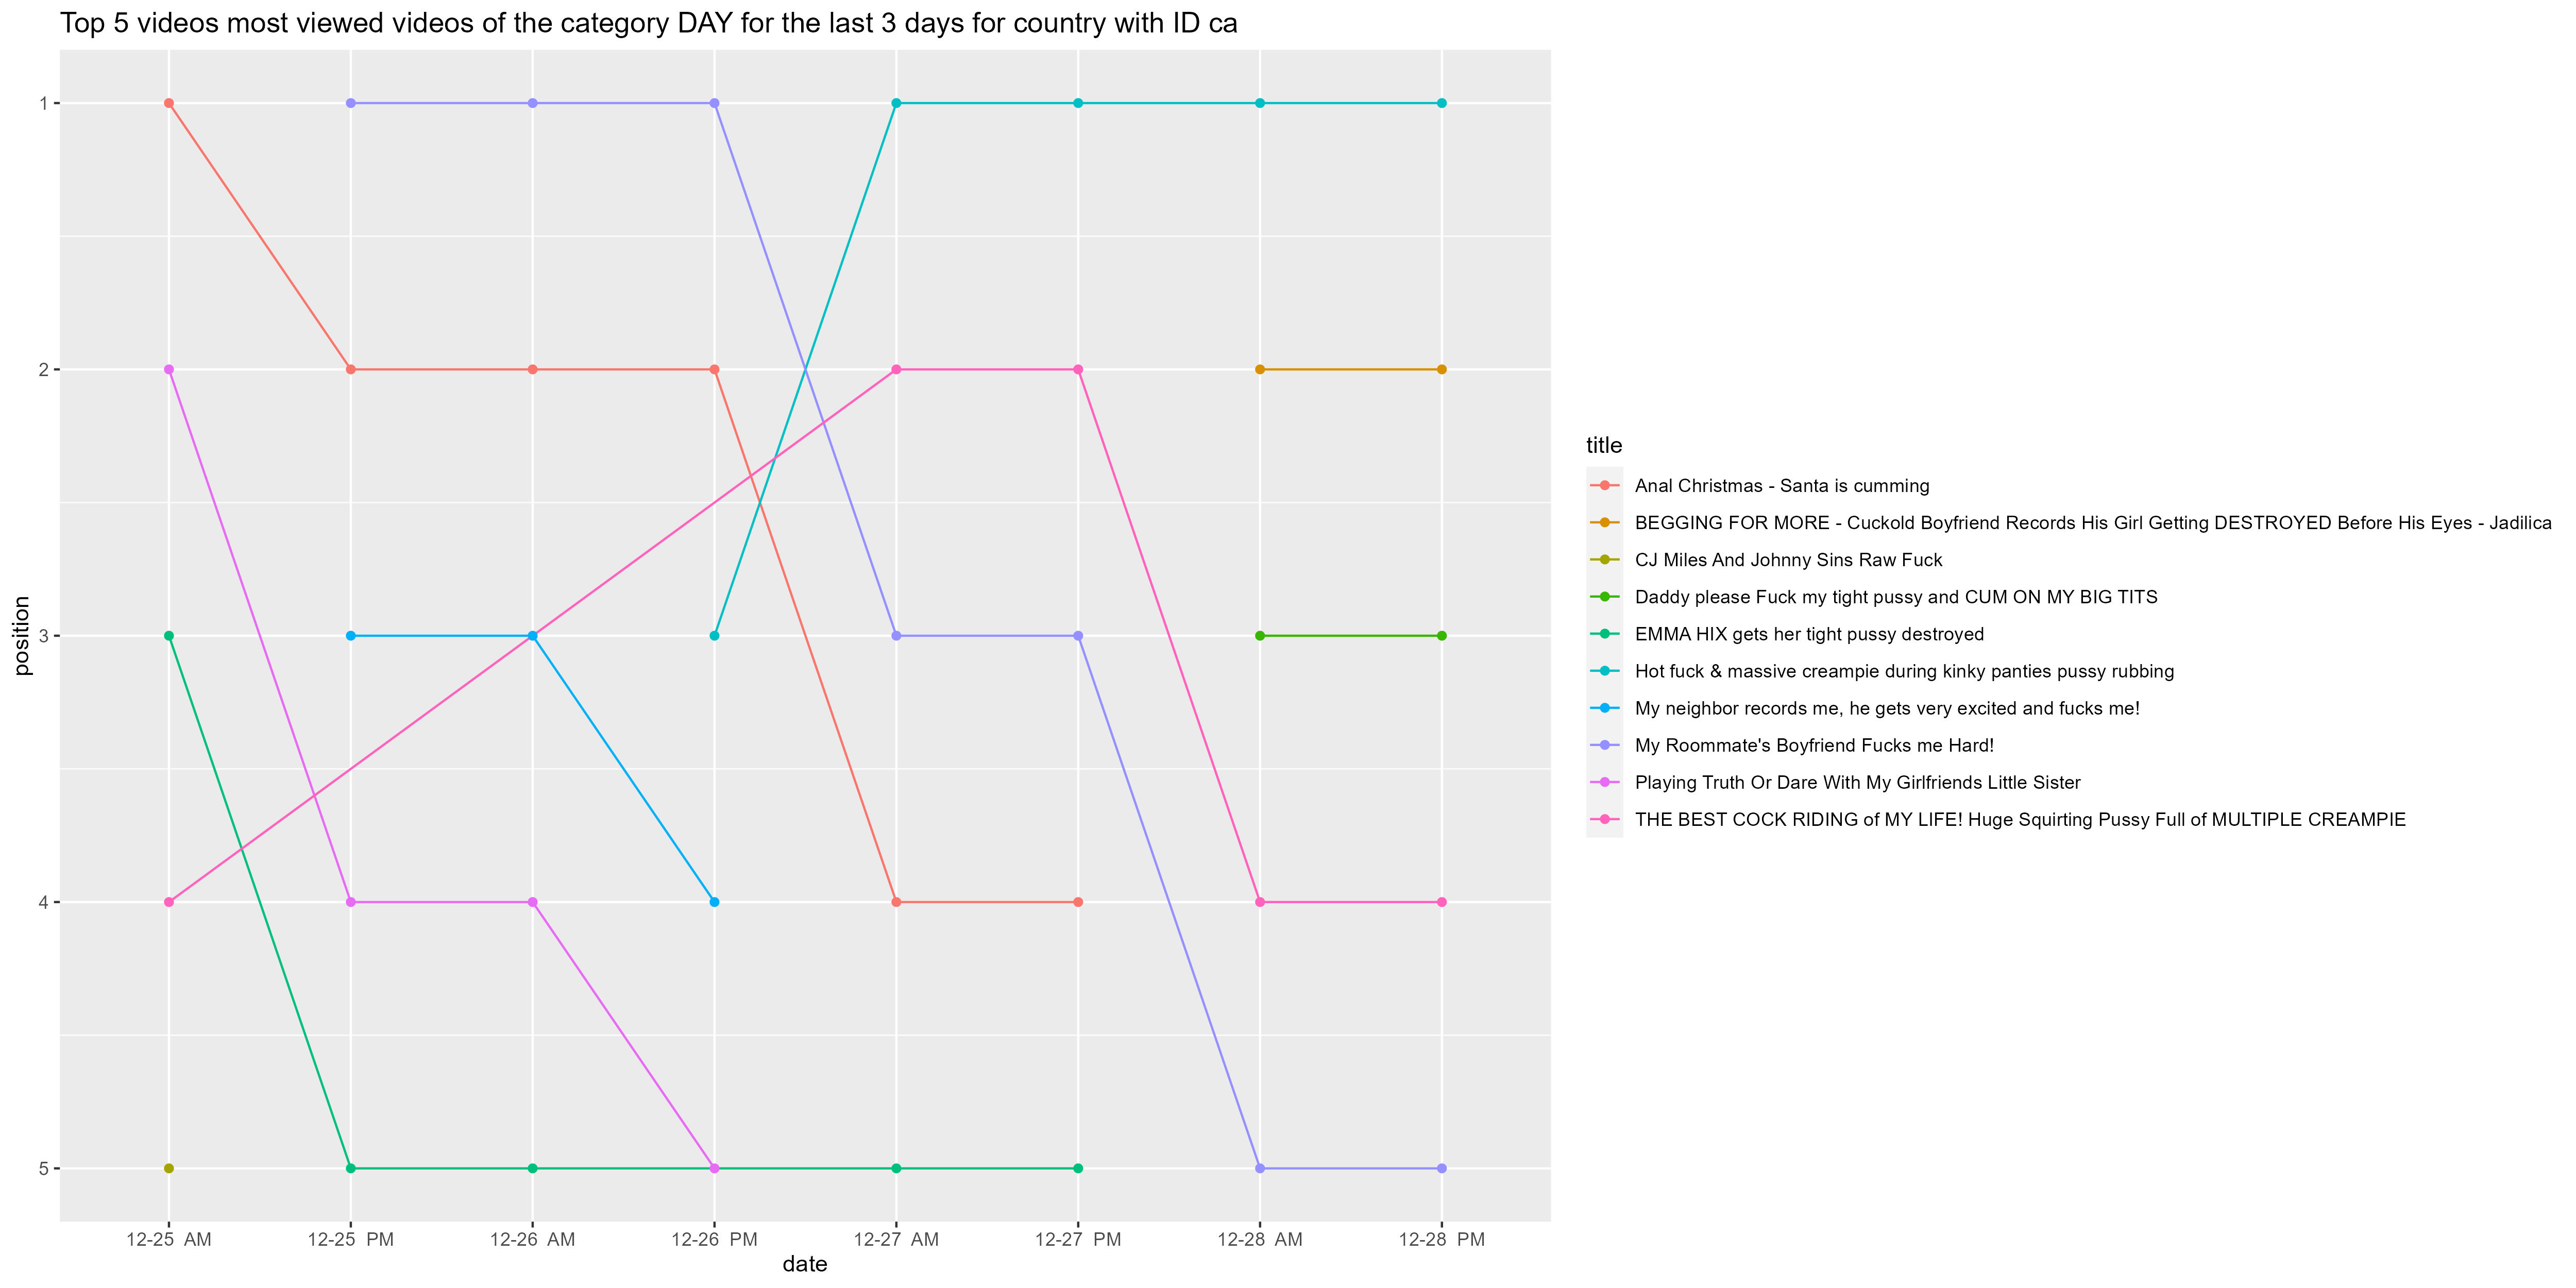 Top 5 videos most viewed videos of the category DAY for the last 3 days for country with ID ca
position
1
2
3
4
5
12-25 AM
12-25 PM
12-26 AM
12-26 PM
12-27 AM
12-27 PM
12-28 AM
12-28 PM
date
title
Anal Christmas - Santa is cumming
BEGGING FOR MORE - Cuckold Boyfriend Records His Girl Getting DESTROYED Before His Eyes - Jadilica
CJ Miles And Johnny Sins Raw Fuck
Daddy please Fuck my tight pussy and CUM ON MY BIG TITS
EMMA HIX gets her tight pussy destroyed
Hot fuck & massive creampie during kinky panties pussy rubbing
My neighbor records me, he gets very excited and fucks me!
My Roommate's Boyfriend Fucks me Hard!
Playing Truth Or Dare With My Girlfriends Little Sister
THE BEST COCK RIDING of MY LIFE! Huge Squirting Pussy Full of MULTIPLE CREAMPIE